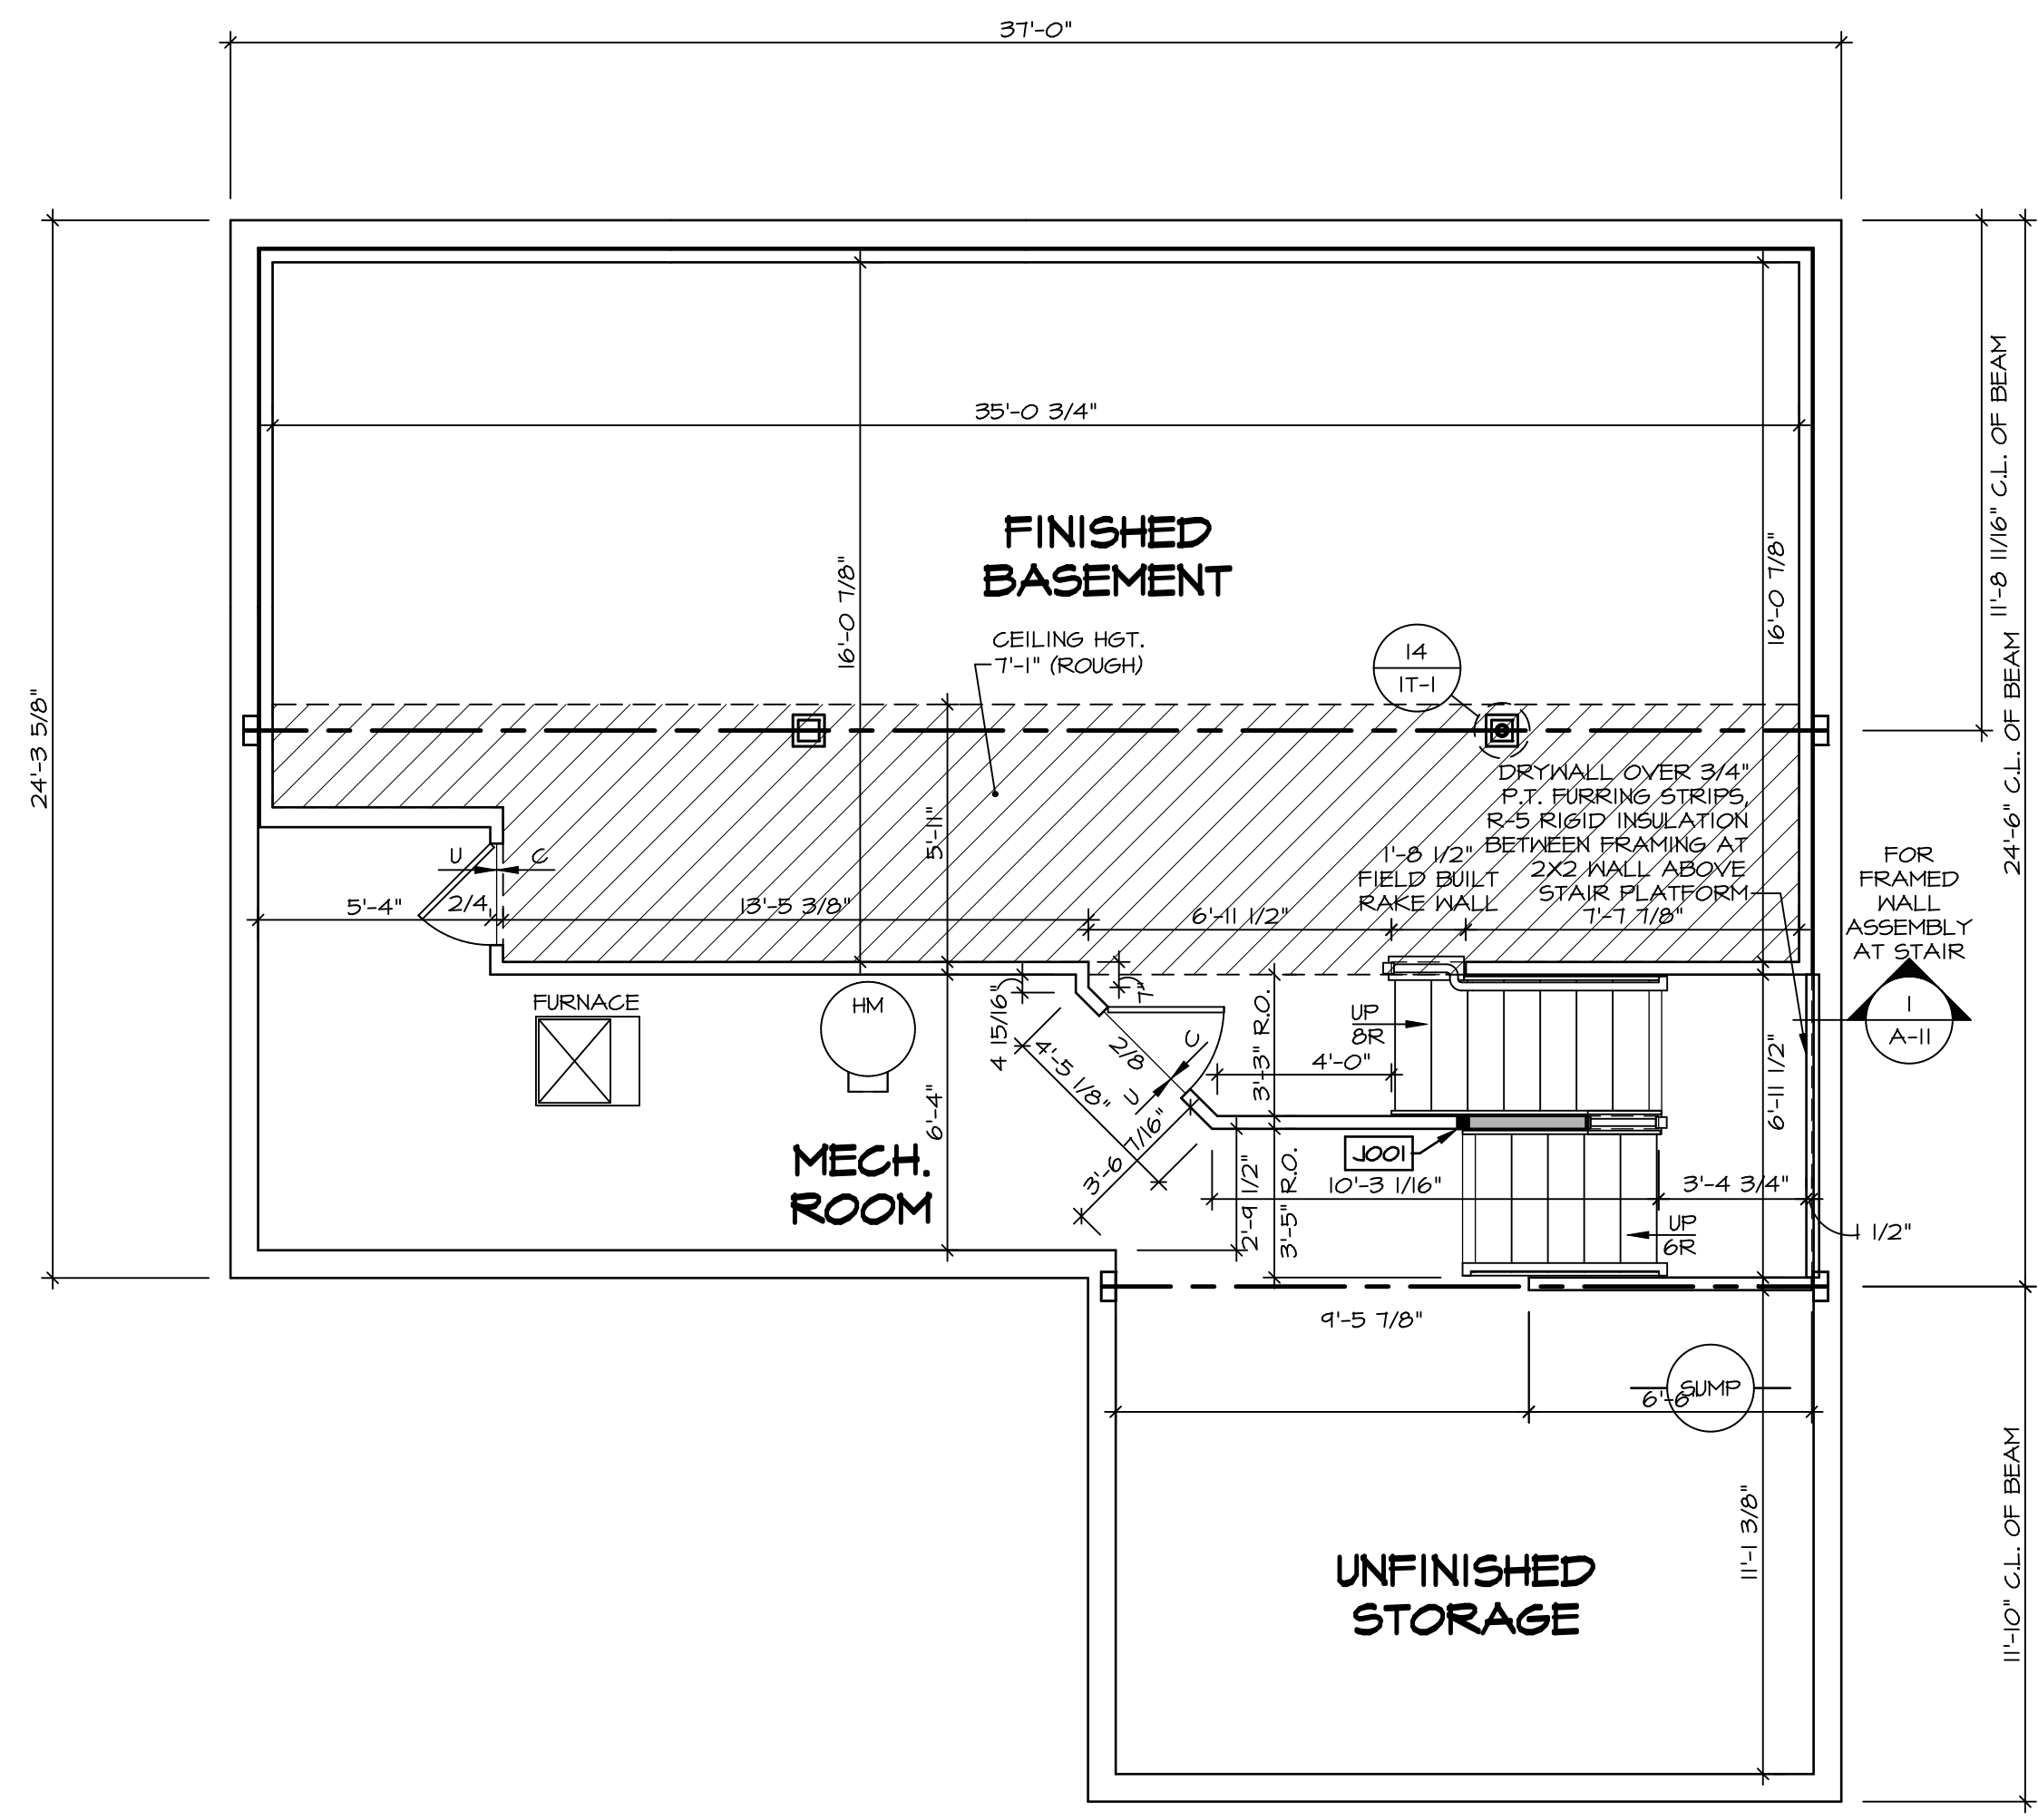 37'-0"
35'-0 3/4"
FINISHED
BASEMENT
16'-0 7/8"
16'-0 7/8"
CEILING HGT.
7'-1" (ROUGH)
14
1T-1
11'-8 11/16" C.L. OF BEAM
24'-6" C.L. OF BEAM
24'-3 5/8"
DRYWALL OVER 3/4"
P.T. FURRING STRIPS,
R-5 RIGID INSULATION
BETWEEN FRAMING AT
2X2 WALL ABOVE
STAIR PLATFORM
1'-8 1/2"
FIELD BUILT
RAKE WALL
5'-11"
U
C
5'-4"
2/4
13'-5 3/8"
6'-11 1/2"
7'-7 7/8"
FOR
FRAMED
WALL
ASSEMBLY
AT STAIR
1
A-11
FURNACE
HM
4 15/16"
7"
2/8
C
U
4'-5 1/8"
3'-6 7/16"
3'-3" R.O.
4'-0"
UP
8R
6'-11 1/2"
6'-4"
MECH.
ROOM
J001
10'-3 1/16"
3'-4 3/4"
2'-9 1/2"
3'-5" R.O.
UP
6R
1 1/2"
9'-5 7/8"
SUMP
6'-6"
11'-1 3/8"
11'-10" C.L. OF BEAM
UNFINISHED
STORAGE